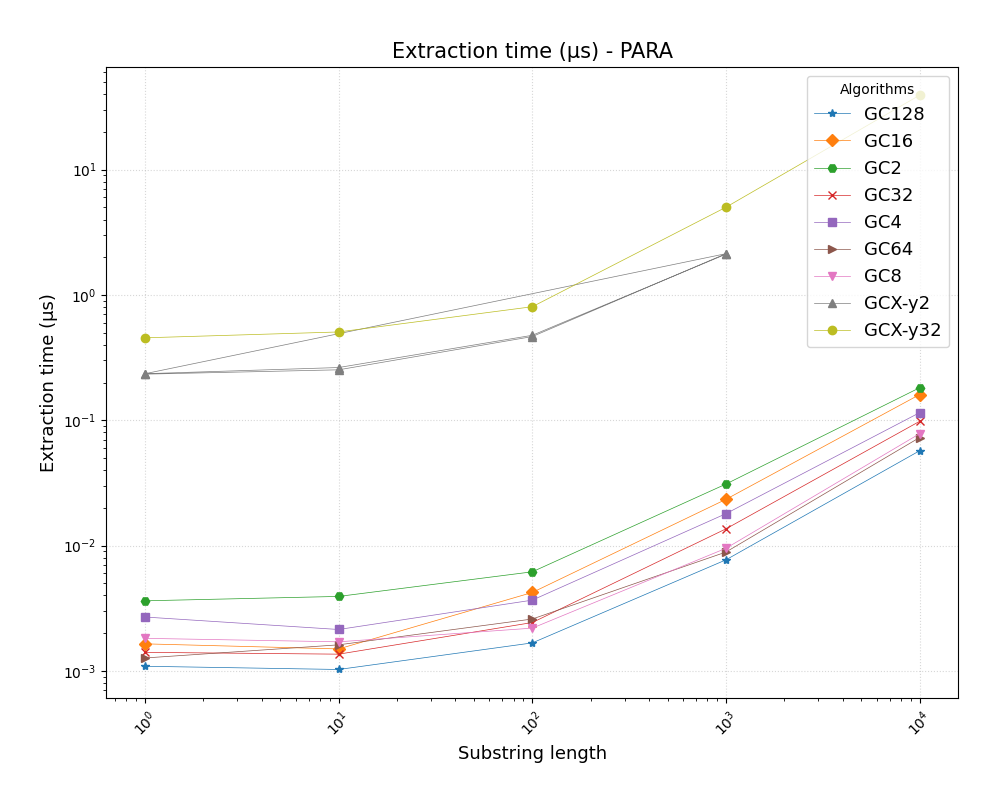 Extraction time (µs) - PARA
Algorithms
GC128
GC16
GC2
GC32
GC4
GC64
GC8
GCX-y2
GCX-y32
Extraction time (µs)
10¹
10⁰
10⁻¹
10⁻²
10⁻³
10⁰
10¹
10²
10³
10⁴
Substring length